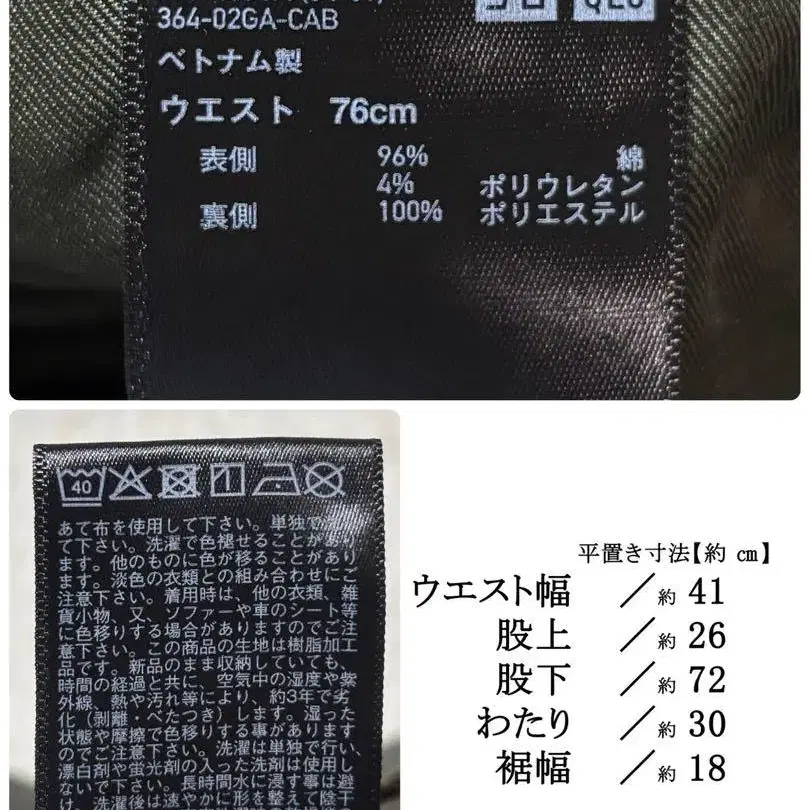 364-02GA-CAB
ベトナム製
ウエスト 76cm
表側 96% 綿
4% ポリウレタン
裏側 100% ポリエステル
40
あて布を使用して下さい。単独で洗っ
て下さい。洗濯で色褪せることがあり
ます。他のものに色が移ることがあり
ます。淡色の衣類との組み合わせにご
注意下さい。着用時は、他の衣類、雑
貨小物、又、ソファーや車のシート等
に色移りする場合がありますのでご注
意下さい。この商品の生地は樹脂加工
品です。新品のまま収納していても、
時間の経過と共に、空気中の湿度や紫
外線、熱や汚れ等により、約3年で劣
化（剥離・べたつき）します。湿った
状態や摩擦で色移りする事があります
のでご注意下さい。洗濯は単独で行い、
漂白剤や蛍光剤の入った洗剤は使用し
ないで下さい。長時間水に浸す事は避
け、洗濯後は速やかに形を整えて陰干
平置き寸法【約 ㎝】
ウエスト幅 ／約 41
股上 ／約 26
股下 ／約 72
わたり ／約 30
裾幅 ／約 18